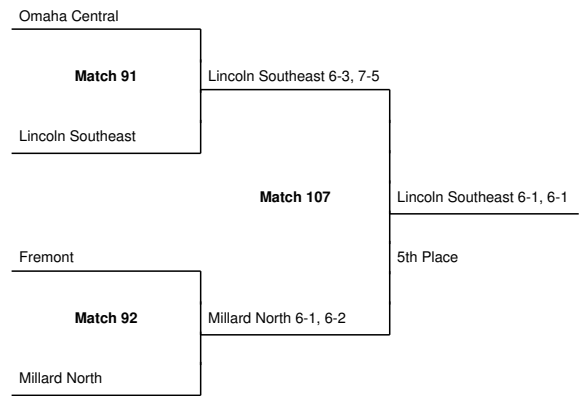 Omaha Central
Match 91
Lincoln Southeast 6-3, 7-5
Lincoln Southeast
Match 107
Lincoln Southeast 6-1, 6-1
Fremont
5th Place
Match 92
Millard North 6-1, 6-2
Millard North